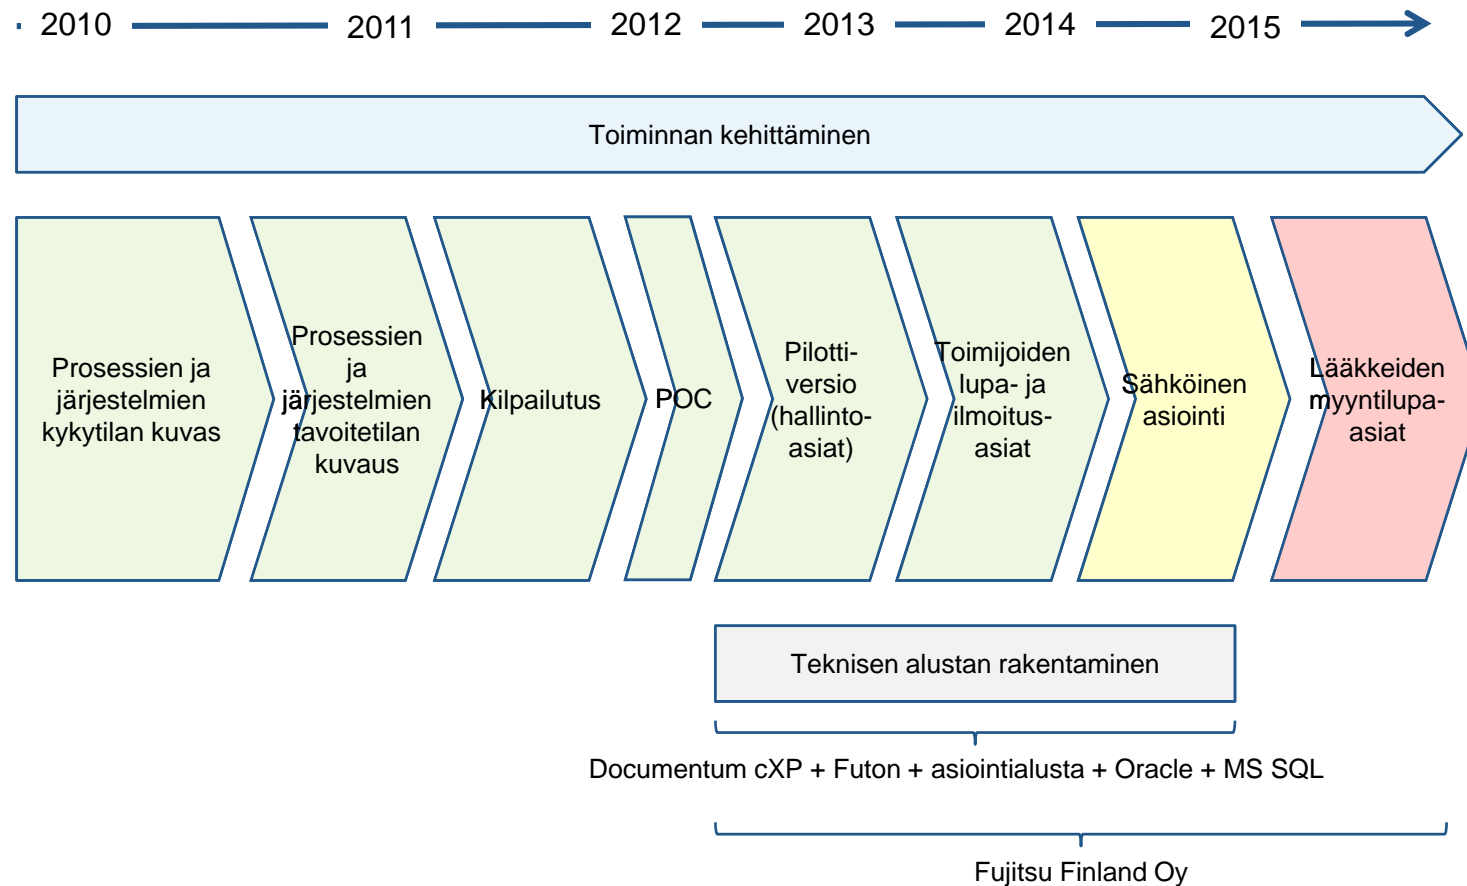 2010 2011 2012 2013 2014 2015
Toiminnan kehittäminen
Prosessien ja
järjestelmien
kykytilan kuvas
Prosessien
ja
järjestelmien
tavoitetilan
kuvaus
Kilpailutus
POC
Pilotti-
versio
(hallinto-
asiat)
Toimijoiden
lupa- ja
ilmoitus-
asiat
Sähköinen
asiointi
Lääkkeiden
myyntilupa-
asiat
Teknisen alustan rakentaminen
Documentum cXP + Futon + asiointialusta + Oracle + MS SQL
Fujitsu Finland Oy